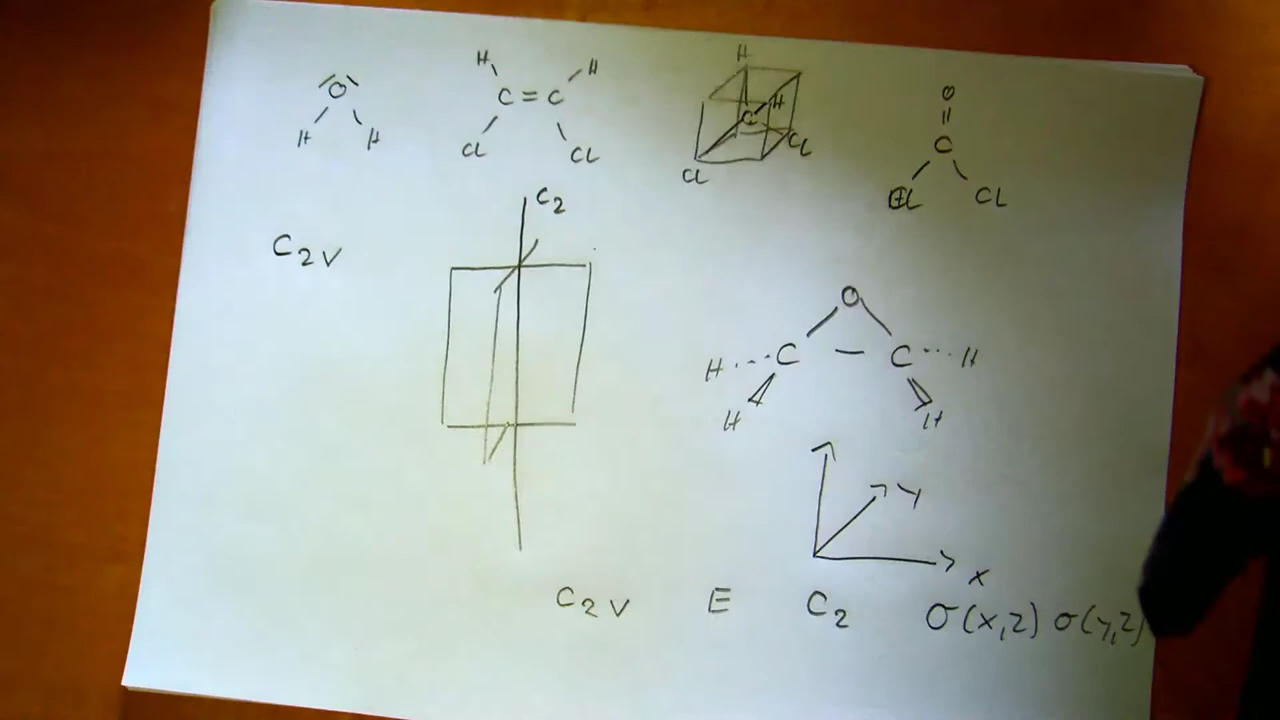 H H H
O C = C C H O
H H Cl Cl Cl Cl ||
C
Cl Cl
C2
C2v
O
H ··· C — C ··· H
H H
y
x
C2v E C2 σ(x,z) σ(y,z)